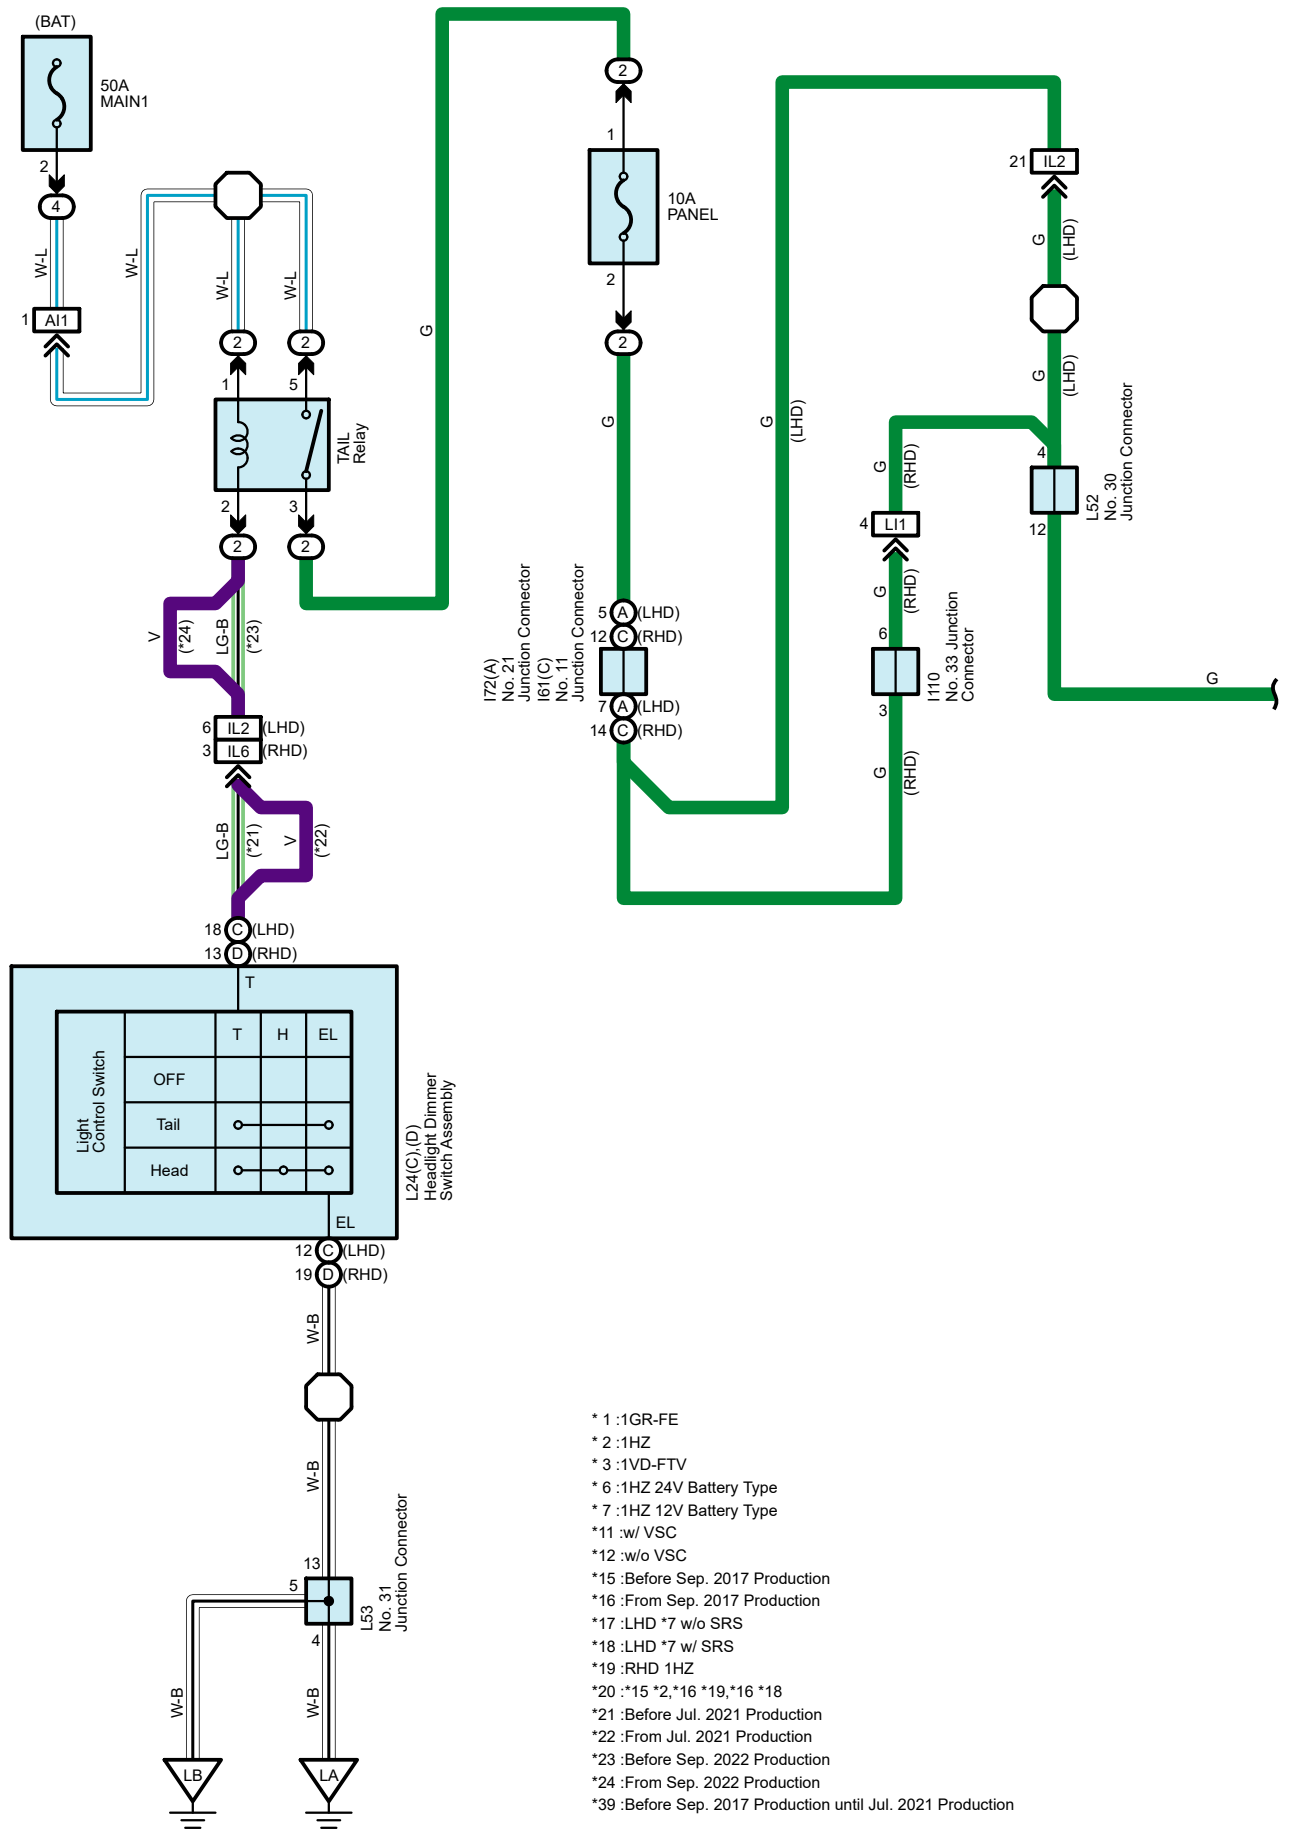 (BAT)
50A
MAIN1
2
4
W-L
1 AI1
W-L
W-L
W-L
2
2
1
5
TAIL
Relay
2
3
2
2
G
2
1
10A
PANEL
2
2
G
V
(*24)
LG-B
(*23)
6 IL2 (LHD)
3 IL6 (RHD)
LG-B
(*21)
V
(*22)
18 C (LHD)
13 D (RHD)
T
Light
Control Switch
T H EL
OFF
Tail
Head
EL
L24(C),(D)
Headlight Dimmer
Switch Assembly
12 C (LHD)
19 D (RHD)
W-B
W-B
13
5
4
L53
No. 31
Junction Connector
W-B
W-B
LB
LA
I72(A)
No. 21
Junction Connector
I61(C)
No. 11
Junction Connector
5 A (LHD)
12 C (RHD)
7 A (LHD)
14 C (RHD)
G
(LHD)
21 IL2
G
(LHD)
G
(LHD)
4
12
L52
No. 30
Junction Connector
G
(RHD)
4 LI1
G
(RHD)
6
3
I110
No. 33 Junction
Connector
G
(RHD)
G
* 1 :1GR-FE
* 2 :1HZ
* 3 :1VD-FTV
* 6 :1HZ 24V Battery Type
* 7 :1HZ 12V Battery Type
*11 :w/ VSC
*12 :w/o VSC
*15 :Before Sep. 2017 Production
*16 :From Sep. 2017 Production
*17 :LHD *7 w/o SRS
*18 :LHD *7 w/ SRS
*19 :RHD 1HZ
*20 :*15 *2,*16 *19,*16 *18
*21 :Before Jul. 2021 Production
*22 :From Jul. 2021 Production
*23 :Before Sep. 2022 Production
*24 :From Sep. 2022 Production
*39 :Before Sep. 2017 Production until Jul. 2021 Production